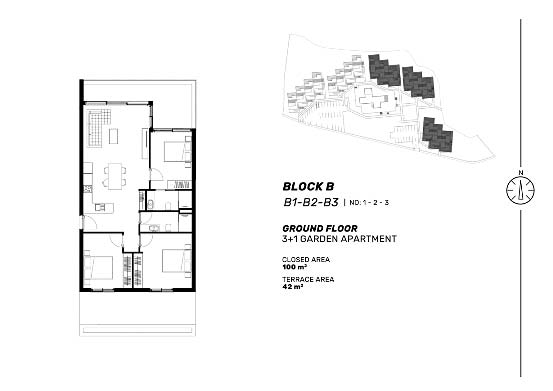 BLOCK B
B1-B2-B3 | NO: 1 - 2 - 3
GROUND FLOOR
3+1 GARDEN APARTMENT
CLOSED AREA
100 m²
TERRACE AREA
42 m²
N